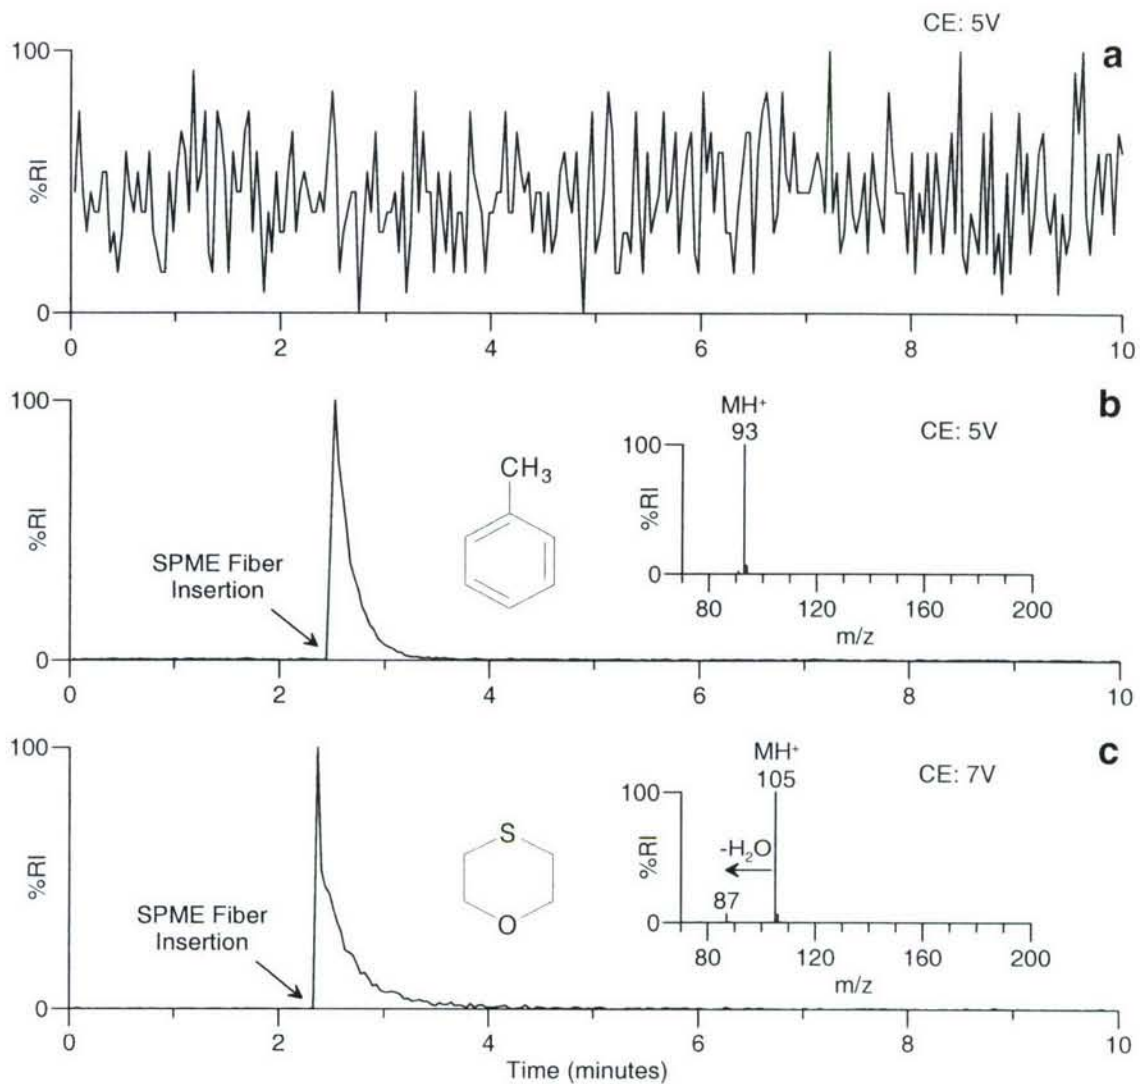 CE: 5V
a
100
%RI
0
0 2 4 6 8 10
b
100
MH+
93
CE: 5V
100
%RI
0
80 120 160 200
m/z
CH3
%RI
SPME Fiber
Insertion
0
0 2 4 6 8 10
c
100
MH+
105
CE: 7V
100
%RI
-H2O
87
0
80 120 160 200
m/z
S
O
%RI
SPME Fiber
Insertion
0
0 2 4 6 8 10
Time (minutes)